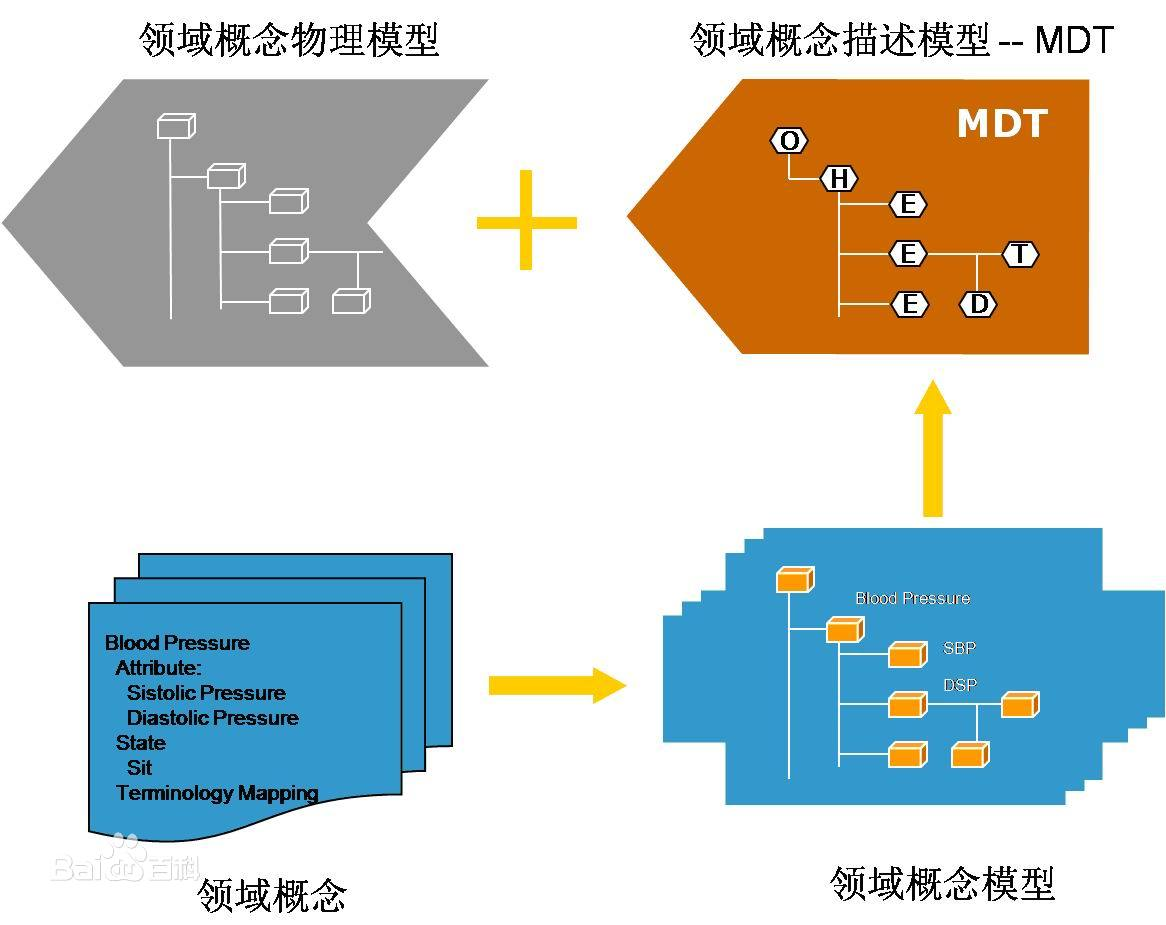 领域概念物理模型
领域概念描述模型 -- MDT
MDT
O
H
E
E
T
E
D
Blood Pressure
Attribute:
Sistolic Pressure
Diastolic Pressure
State
Sit
Terminology Mapping
Blood Pressure
SBP
DSP
Baidu百科
领域概念
领域概念模型